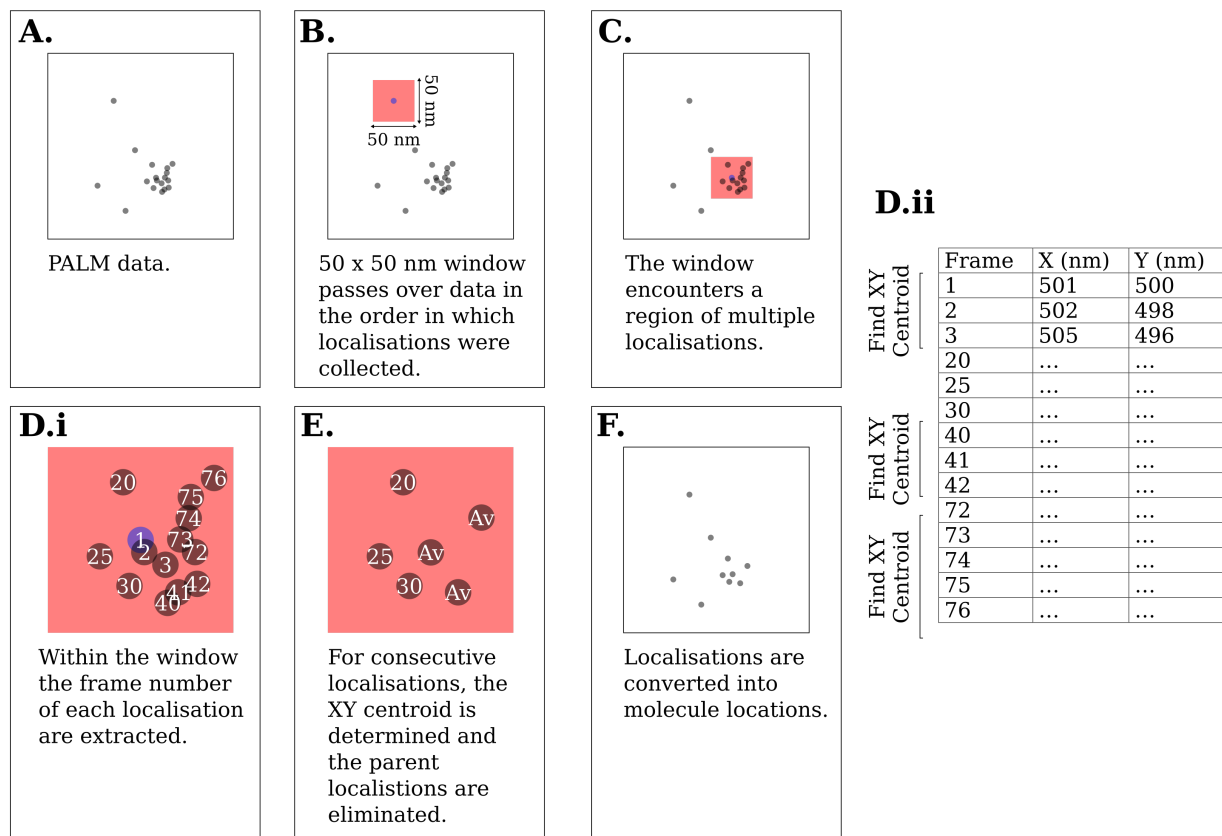 A.
PALM data.
B.
50 nm
50 nm
50 x 50 nm window
passes over data in
the order in which
localisations were
collected.
C.
The window
encounters a
region of multiple
localisations.
D.i
20
76
75
74
1
73
2
72
25
3
30
42
41
40
Within the window
the frame number
of each localisation
are extracted.
E.
20
Av
Av
25
30
Av
For consecutive
localisations, the
XY centroid is
determined and
the parent
localistions are
eliminated.
F.
Localisations are
converted into
molecule locations.
D.ii
Frame X (nm) Y (nm)
1 501 500
2 502 498
3 505 496
20 ... ...
25 ... ...
30 ... ...
40 ... ...
41 ... ...
42 ... ...
72 ... ...
73 ... ...
74 ... ...
75 ... ...
76 ... ...
Find XY
Centroid
Find XY
Centroid
Find XY
Centroid